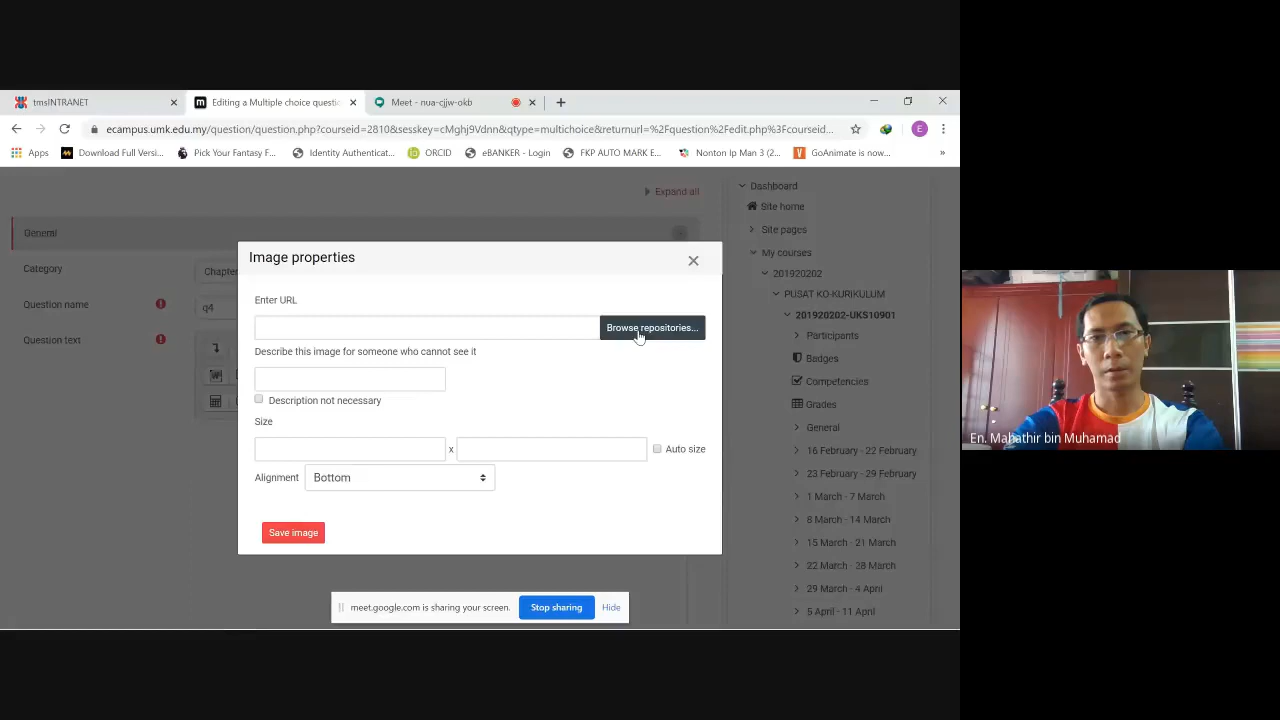 tmsINTRANET
Editing a Multiple choice questic
Meet - nua-cjjw-okb
ecampus.umk.edu.my/question/question.php?courseid=2810&sesskey=cMghj9Vdnn&qtype=multichoice&returnurl=%2Fquestion%2Fedit.php%3Fcourseid...
Apps
Download Full Versi...
Pick Your Fantasy F...
Identity Authenticat...
ORCID
eBANKER - Login
FKP AUTO MARK E...
Nonton Ip Man 3 (2...
GoAnimate is now...
»
E
Expand all
General
Category
Chapter
Question name
q4
Question text
Image properties
Enter URL
Browse repositories...
Describe this image for someone who cannot see it
Description not necessary
Size
x
Auto size
Alignment
Bottom
Save image
meet.google.com is sharing your screen.
Stop sharing
Hide
Dashboard
Site home
Site pages
My courses
201920202
PUSAT KO-KURIKULUM
201920202-UKS10901
Participants
Badges
Competencies
Grades
General
16 February - 22 February
23 February - 29 February
1 March - 7 March
8 March - 14 March
15 March - 21 March
22 March - 28 March
29 March - 4 April
5 April - 11 April
En. Mahathir bin Muhamad